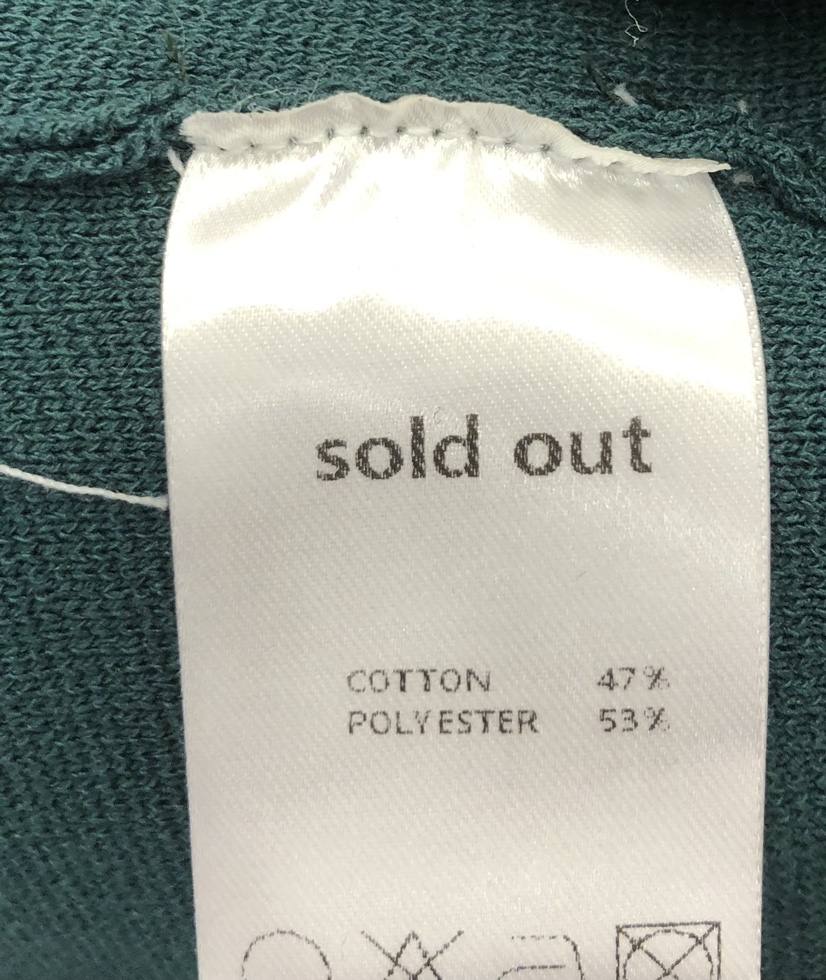 sold out
COTTON 47%
POLYESTER 53%